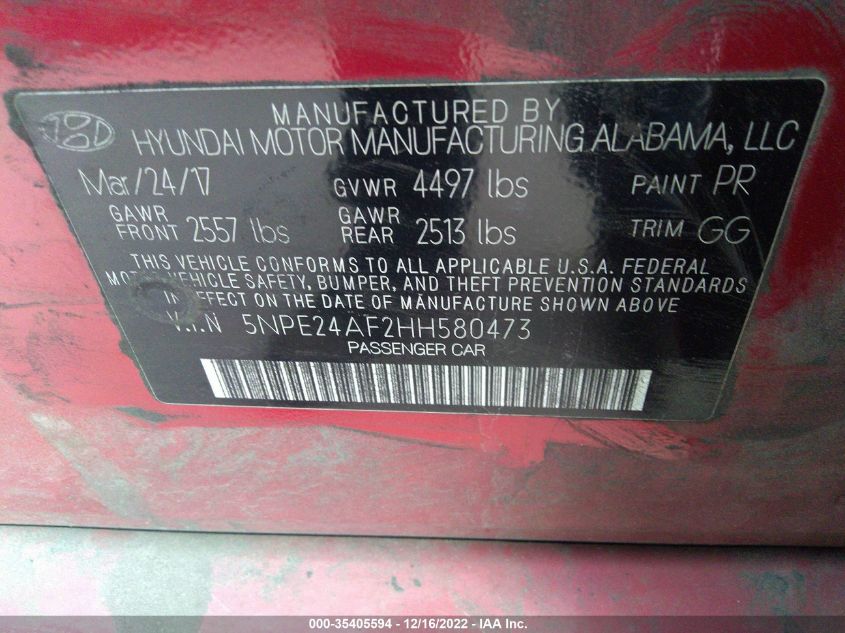 MANUFACTURED BY
HYUNDAI MOTOR MANUFACTURING ALABAMA, LLC
Mar/24/17 GVWR 4497 lbs PAINT PR
GAWR FRONT 2557 lbs GAWR REAR 2513 lbs TRIM GG
THIS VEHICLE CONFORMS TO ALL APPLICABLE U.S.A. FEDERAL
MOTOR VEHICLE SAFETY, BUMPER, AND THEFT PREVENTION STANDARDS
IN EFFECT ON THE DATE OF MANUFACTURE SHOWN ABOVE
V.I.N 5NPE24AF2HH580473
PASSENGER CAR
000-35405594 - 12/16/2022 - IAA Inc.